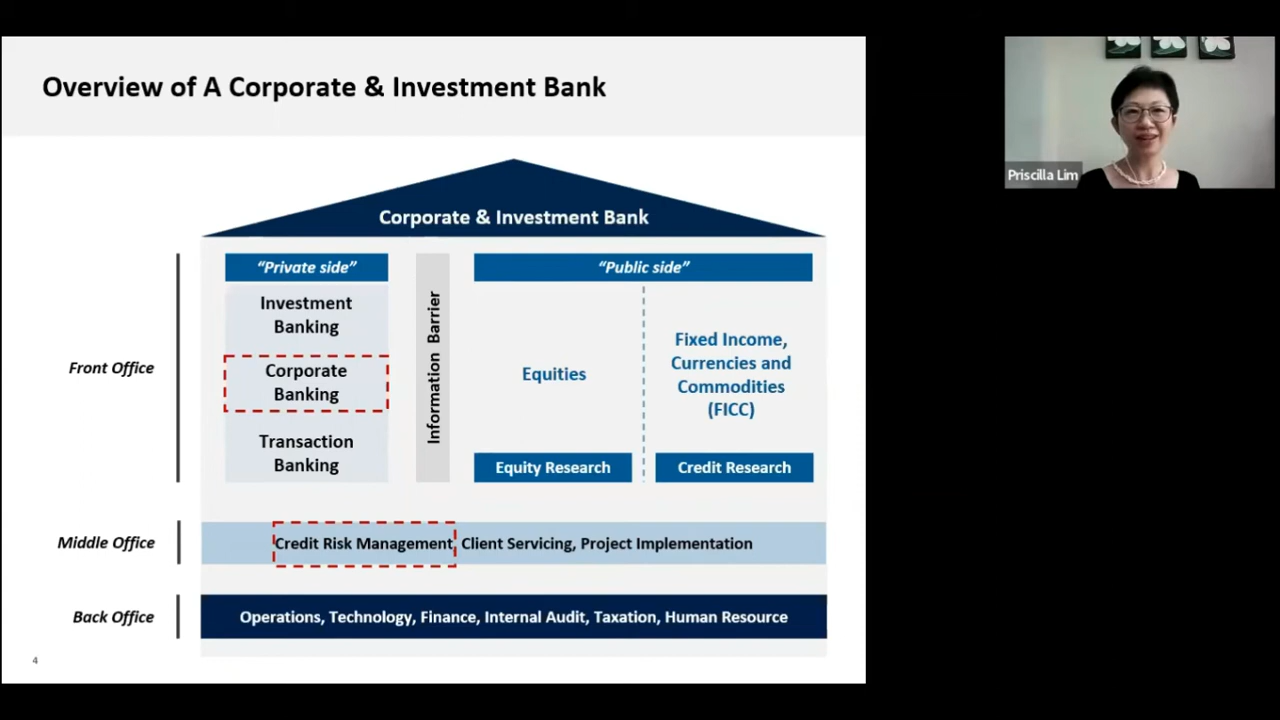 Overview of A Corporate & Investment Bank
Priscilla Lim
Corporate & Investment Bank
"Private side"
"Public side"
Front Office
Investment
Banking
Corporate
Banking
Transaction
Banking
Information Barrier
Equities
Fixed Income,
Currencies and
Commodities
(FICC)
Equity Research
Credit Research
Middle Office
Credit Risk Management, Client Servicing, Project Implementation
Back Office
Operations, Technology, Finance, Internal Audit, Taxation, Human Resource
4